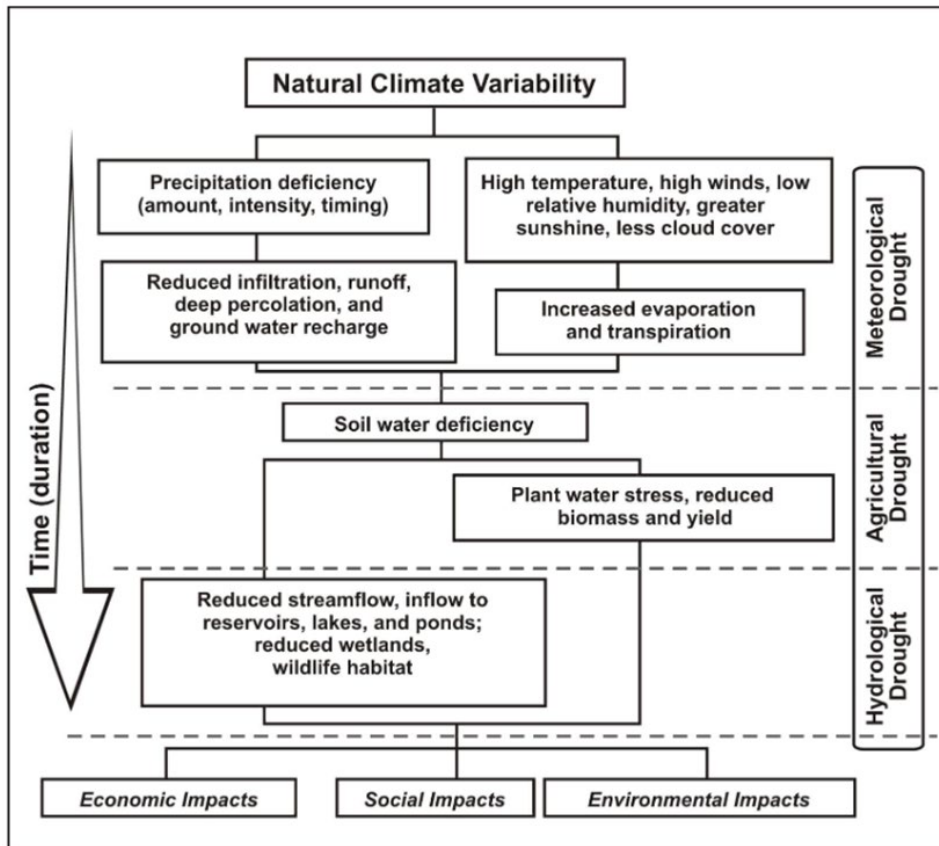 Natural Climate Variability
Precipitation deficiency
(amount, intensity, timing)
High temperature, high winds, low
relative humidity, greater
sunshine, less cloud cover
Reduced infiltration, runoff,
deep percolation, and
ground water recharge
Increased evaporation
and transpiration
Meteorological
Drought
Time (duration)
Soil water deficiency
Plant water stress, reduced
biomass and yield
Agricultural
Drought
Reduced streamflow, inflow to
reservoirs, lakes, and ponds;
reduced wetlands,
wildlife habitat
Hydrological
Drought
Economic Impacts
Social Impacts
Environmental Impacts